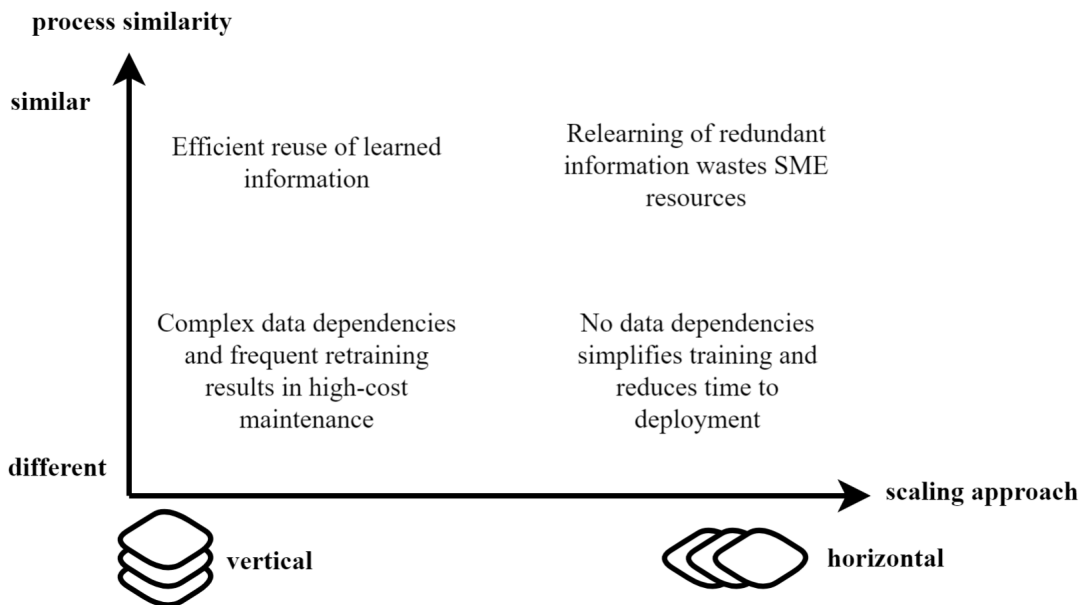 process similarity
similar
Efficient reuse of learned
information
Relearning of redundant
information wastes SME
resources
Complex data dependencies
and frequent retraining
results in high-cost
maintenance
No data dependencies
simplifies training and
reduces time to
deployment
different
scaling approach
vertical
horizontal